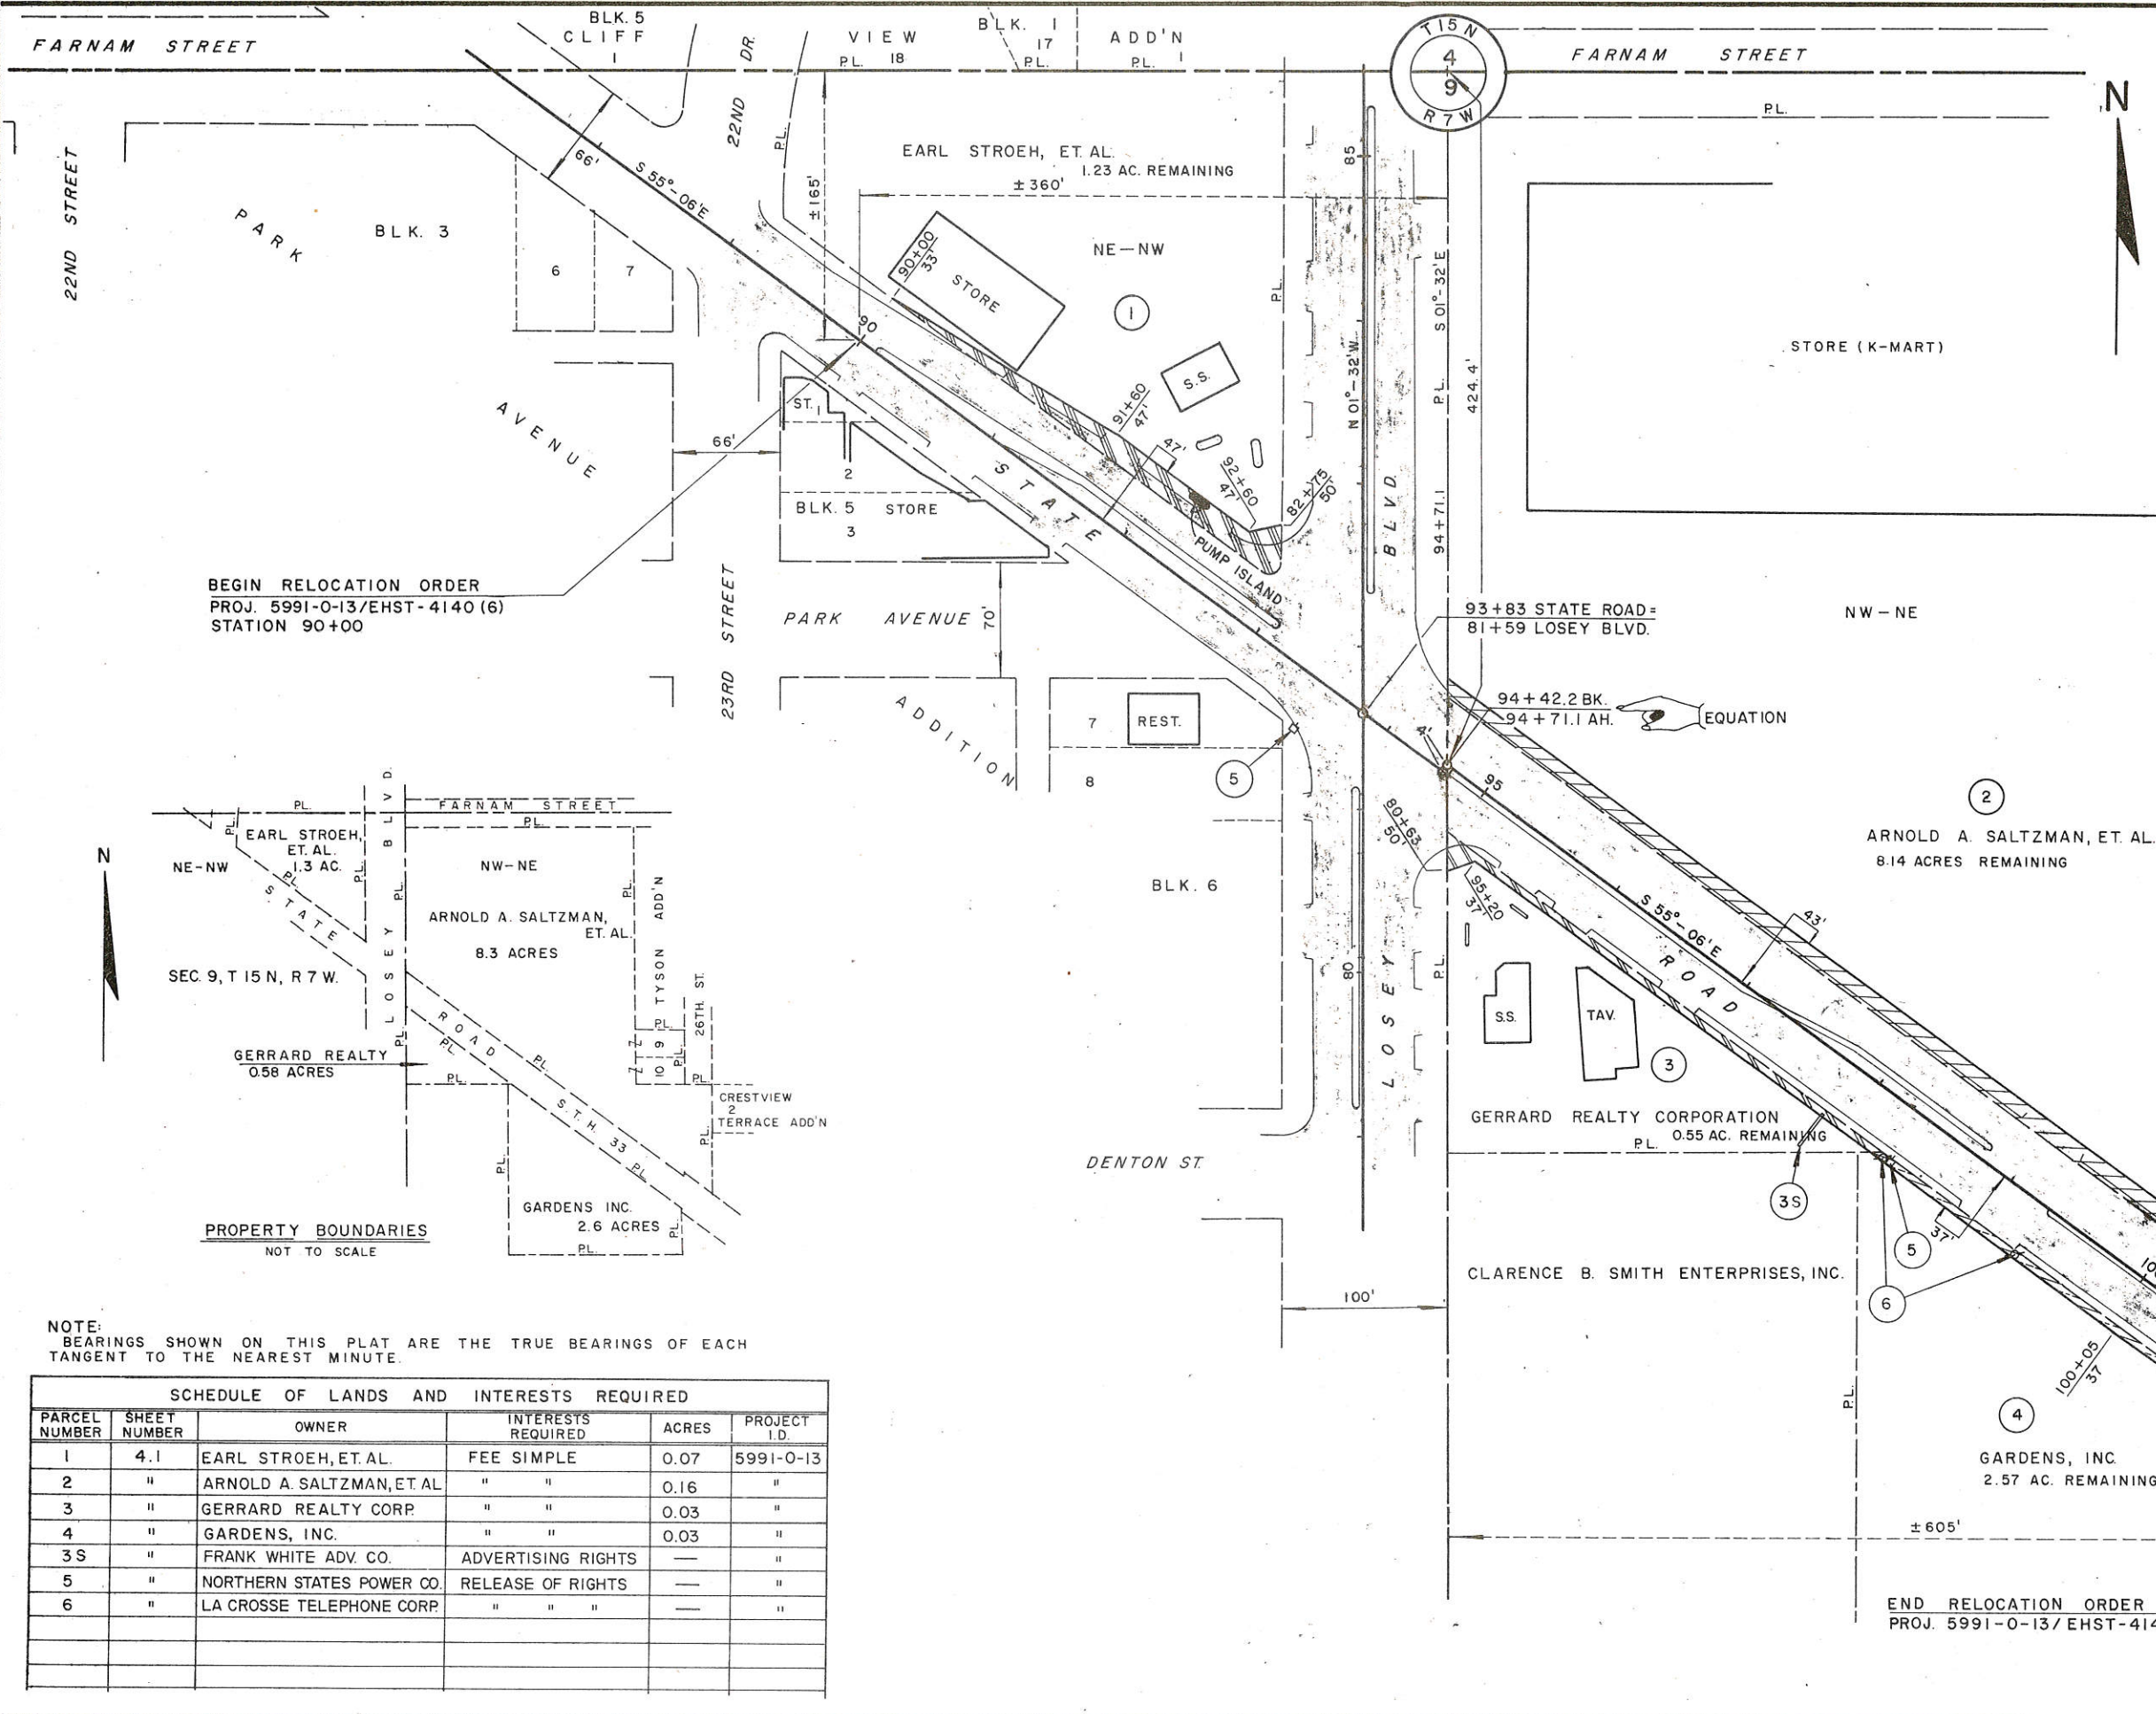 FARNAM STREET
BLK. 5
CLIFF
1
22ND DR.
VIEW
P.L. 18
BLK. 1
17
P.L.
ADD'N
P.L. 1
T 15 N
4
9
R 7 W
FARNAM STREET
P.L.
N
22ND STREET
PARK
BLK. 3
6
7
66'
S 55°-06'E
P.L.
±165'
EARL STROEH, ET. AL.
1.23 AC. REMAINING
±360'
NE-NW
1
90+00
33'
STORE
90
S.S.
91+60
47'
47'
92+60
47'
82+75
50'
PUMP ISLAND
P.L.
85
N 01°-32'W
BLVD.
S 01°-32'E
P.L.
424.4'
94+71.1
STORE (K-MART)
AVENUE
66'
ST. 1
2
BLK. 5 STORE
3
STATE
BEGIN RELOCATION ORDER
PROJ. 5991-0-13/EHST-4140 (6)
STATION 90+00
23RD STREET
PARK AVENUE
70'
93+83 STATE ROAD=
81+59 LOSEY BLVD.
NW-NE
94+42.2 BK.
94+71.1 AH.
EQUATION
ADDITION
7
REST.
8
5
4'
95
80+63
50'
95+20
37'
BLK. 6
80
LOSEY
P.L.
S 55°-06'E
ROAD
43'
2
ARNOLD A. SALTZMAN, ET. AL.
8.14 ACRES REMAINING
S.S.
TAV.
3
GERRARD REALTY CORPORATION
0.55 AC. REMAINING
P.L.
3S
5
6
37'
DENTON ST.
100'
CLARENCE B. SMITH ENTERPRISES, INC.
100+05
37
P.L.
4
GARDENS, INC.
2.57 AC. REMAINING
±605'
END RELOCATION ORDER
PROJ. 5991-0-13/EHST-414
N
P.L.
FARNAM STREET
P.L.
P.L.
EARL STROEH,
ET. AL.
1.3 AC.
NE-NW
P.L.
P.L.
STATE
LOSEY BLVD.
P.L.
NW-NE
ARNOLD A. SALTZMAN,
ET. AL.
8.3 ACRES
P.L.
TYSON ADD'N
26TH. ST.
SEC. 9, T 15 N, R 7 W.
ROAD
P.L.
P.L.
P.L.
GERRARD REALTY
0.58 ACRES
P.L.
P.L.
10 9
P.L.
P.L.
S.T.H. 33
P.L.
CRESTVIEW
2
TERRACE ADD'N
P.L.
P.L.
GARDENS INC.
2.6 ACRES
P.L.
P.L.
PROPERTY BOUNDARIES
NOT TO SCALE
NOTE:
BEARINGS SHOWN ON THIS PLAT ARE THE TRUE BEARINGS OF EACH
TANGENT TO THE NEAREST MINUTE.
SCHEDULE OF LANDS AND INTERESTS REQUIRED
PARCEL NUMBER SHEET NUMBER OWNER INTERESTS REQUIRED ACRES PROJECT I.D.
1 4.1 EARL STROEH, ET. AL. FEE SIMPLE 0.07 5991-0-13
2 " ARNOLD A. SALTZMAN, ET. AL " " 0.16 "
3 " GERRARD REALTY CORP. " " 0.03 "
4 " GARDENS, INC. " " 0.03 "
3S " FRANK WHITE ADV. CO. ADVERTISING RIGHTS — "
5 " NORTHERN STATES POWER CO. RELEASE OF RIGHTS — "
6 " LA CROSSE TELEPHONE CORP. " " " — "